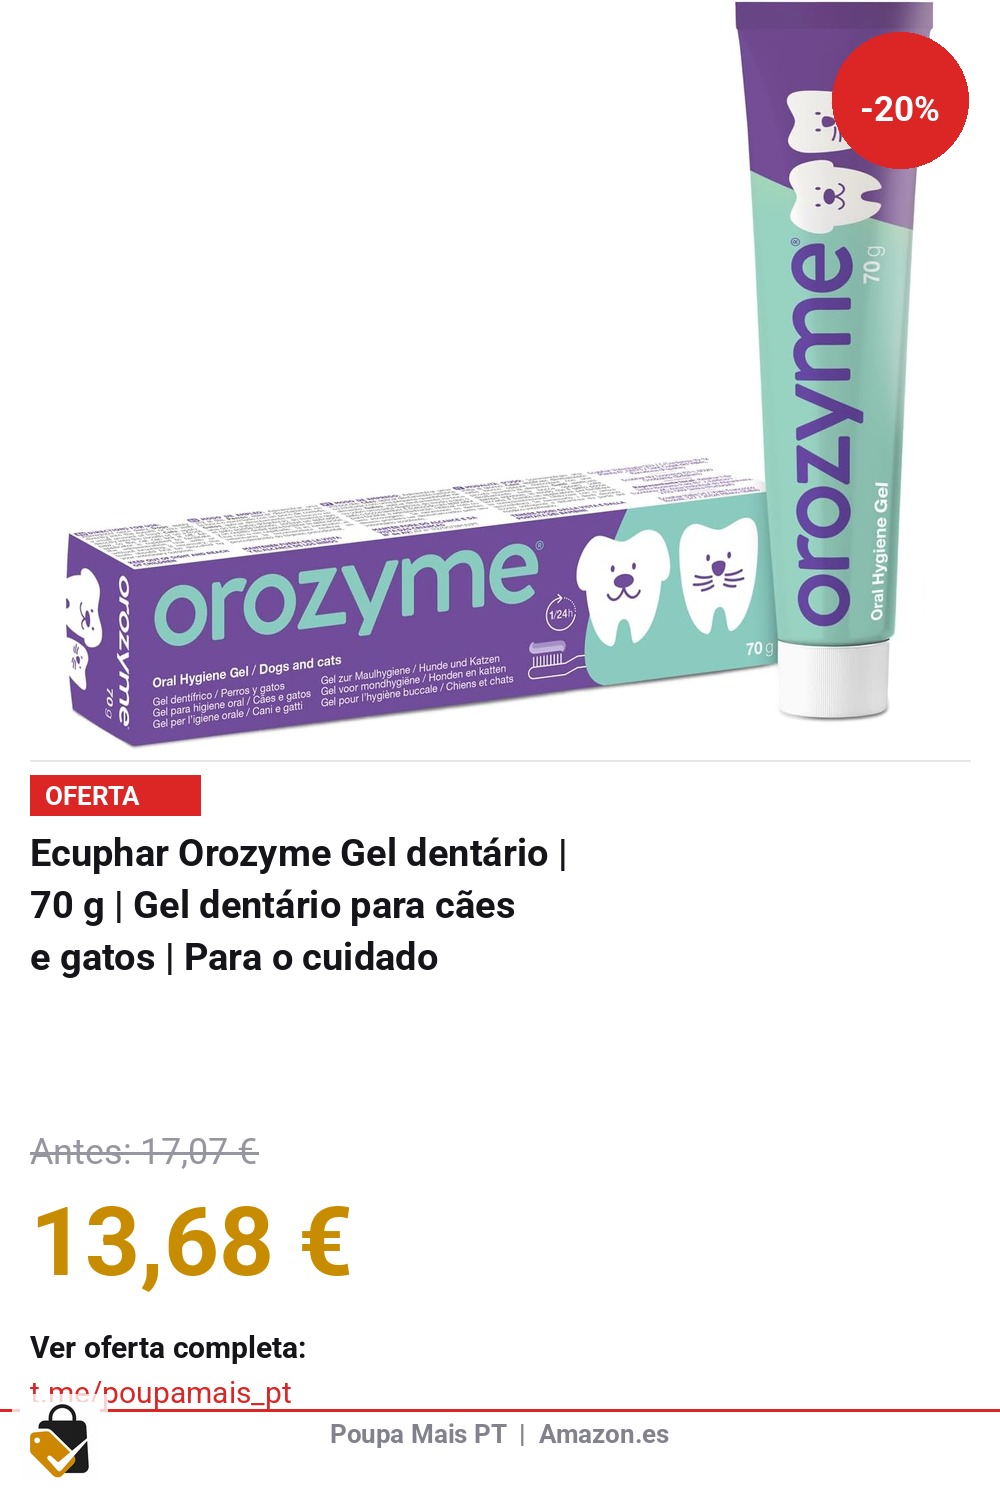 -20%
orozyme®
70 g
Oral Hygiene Gel
orozyme®
1/24h
Oral Hygiene Gel / Dogs and cats
Gel dentífrico / Perros y gatos
Gel para higiene oral / Cães e gatos
Gel per l'igiene orale / Cani e gatti
Gel zur Maulhygiene / Hunde und Katzen
Gel voor mondhygiëne / Honden en katten
Gel pour l'hygiène buccale / Chiens et chats
70 g
orozyme
70 g
OFERTA
Ecuphar Orozyme Gel dentário |
70 g | Gel dentário para cães
e gatos | Para o cuidado
Antes: 17,07 €
13,68 €
Ver oferta completa:
t.me/poupamais_pt
Poupa Mais PT | Amazon.es